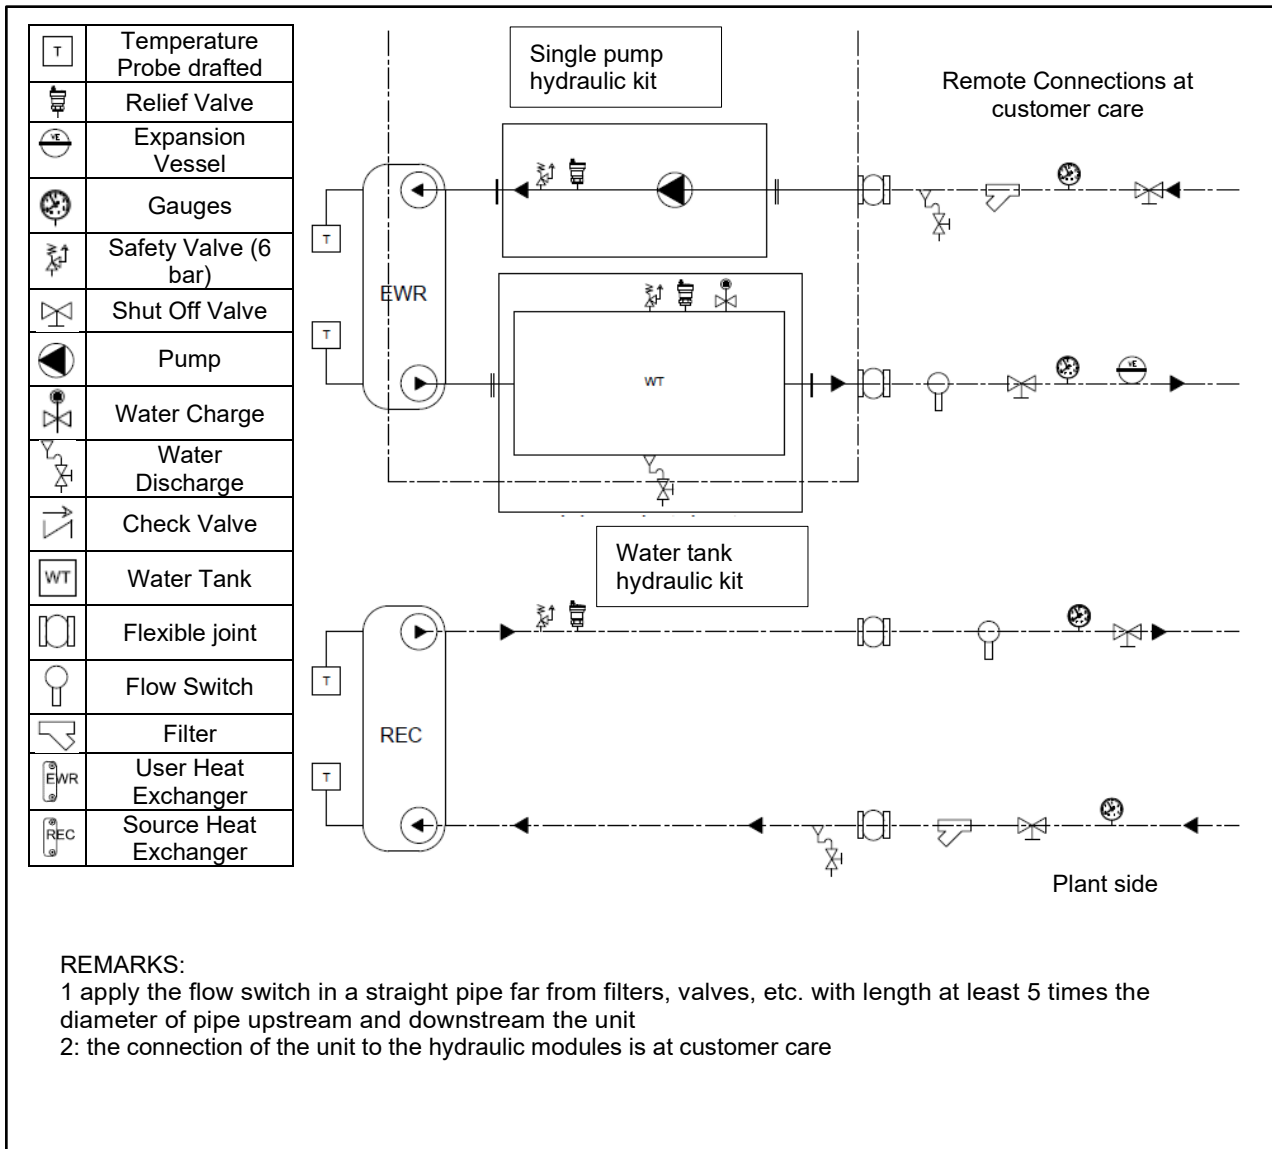 T
Temperature
Probe drafted
Relief Valve
VE
Expansion
Vessel
Gauges
Safety Valve (6
bar)
Shut Off Valve
Pump
Water Charge
Water
Discharge
Check Valve
WT
Water Tank
Flexible joint
Flow Switch
Filter
EWR
User Heat
Exchanger
REC
Source Heat
Exchanger
Single pump
hydraulic kit
Remote Connections at
customer care
T
EWR
T
WT
VE
Water tank
hydraulic kit
T
REC
T
Plant side
REMARKS:
1 apply the flow switch in a straight pipe far from filters, valves, etc. with length at least 5 times the
diameter of pipe upstream and downstream the unit
2: the connection of the unit to the hydraulic modules is at customer care